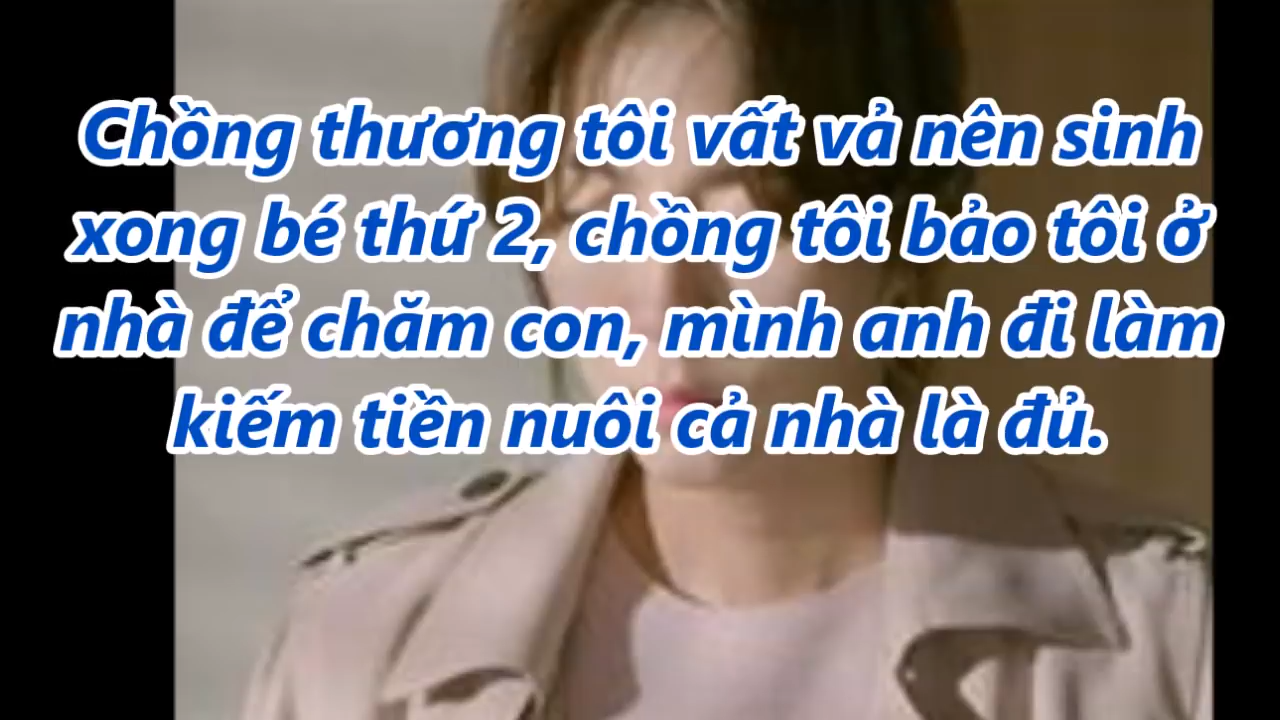 Chồng thương tôi vất vả nên sinh
xong bé thứ 2, chồng tôi bảo tôi ở
nhà để chăm con, mình anh đi làm
kiếm tiền nuôi cả nhà là đủ.